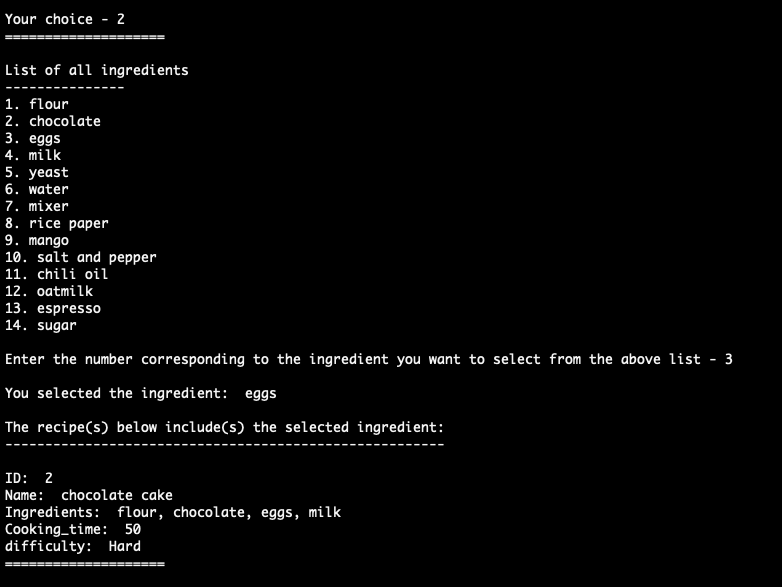 Your choice - 2
====================
List of all ingredients
---------------
1. flour
2. chocolate
3. eggs
4. milk
5. yeast
6. water
7. mixer
8. rice paper
9. mango
10. salt and pepper
11. chili oil
12. oatmilk
13. espresso
14. sugar
Enter the number corresponding to the ingredient you want to select from the above list - 3
You selected the ingredient:  eggs
The recipe(s) below include(s) the selected ingredient:
-------------------------------------------------------
ID:  2
Name:  chocolate cake
Ingredients:  flour, chocolate, eggs, milk
Cooking_time:  50
difficulty:  Hard
====================